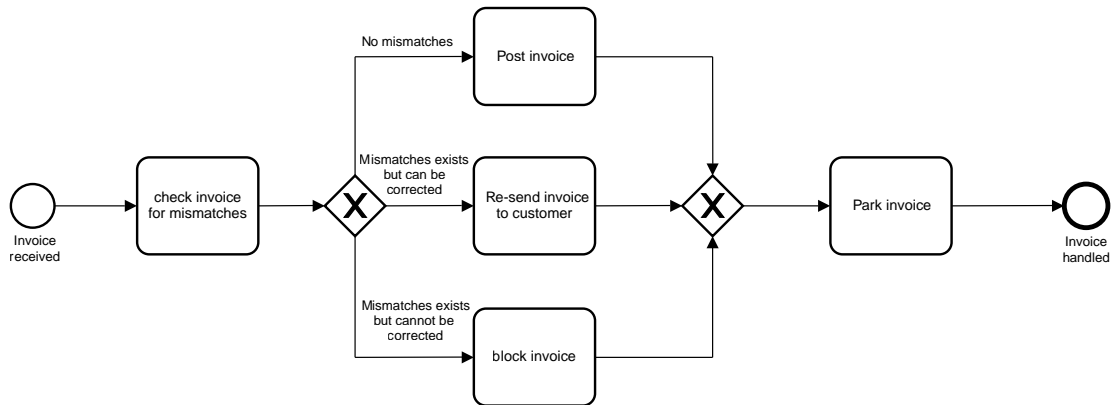 No mismatches
Post invoice
Mismatches exists
but can be
corrected
check invoice
for mismatches
X
Re-send invoice
to customer
X
Park invoice
Invoice
received
Invoice
handled
Mismatches exists
but cannot be
corrected
block invoice